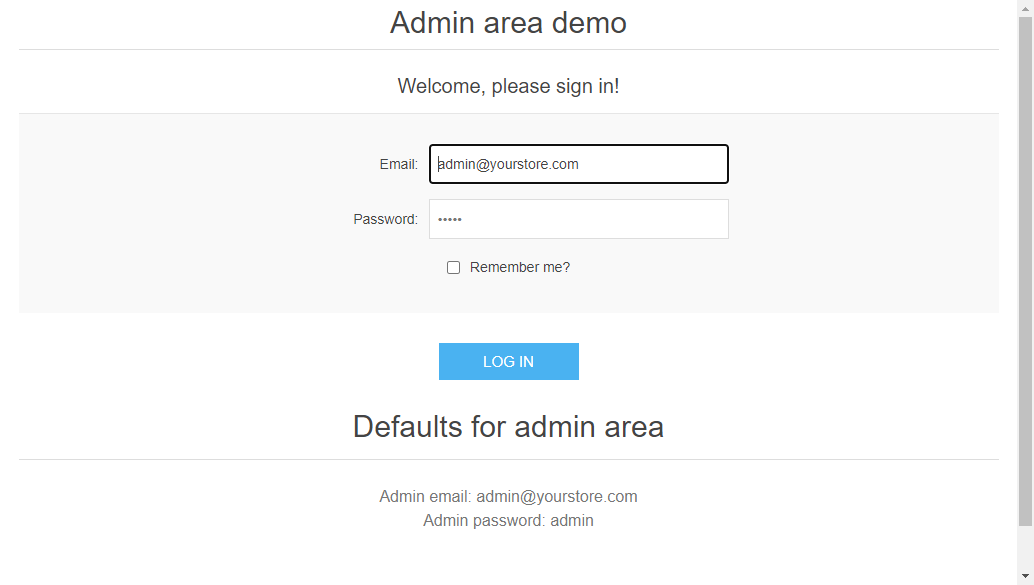 Admin area demo
Welcome, please sign in!
Email: admin@yourstore.com
Password: •••••
Remember me?
LOG IN
Defaults for admin area
Admin email: admin@yourstore.com
Admin password: admin